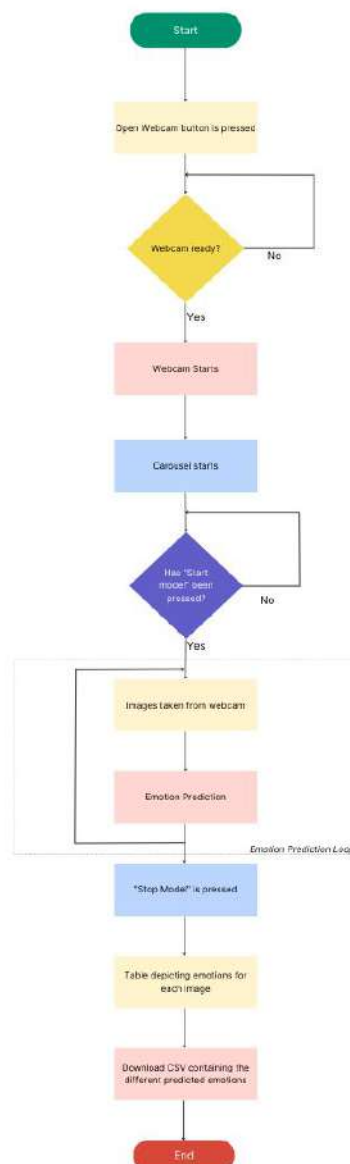 Start
Open Webcam button is pressed
Webcam ready?
No
Yes
Webcam Starts
Carousel starts
Has "Start
model" been
pressed?
No
Yes
Images taken from webcam
Emotion Prediction
Emotion Prediction Loop
"Stop Model" is pressed
Table depicting emotions for
each image
Download CSV containing the
different predicted emotions
End